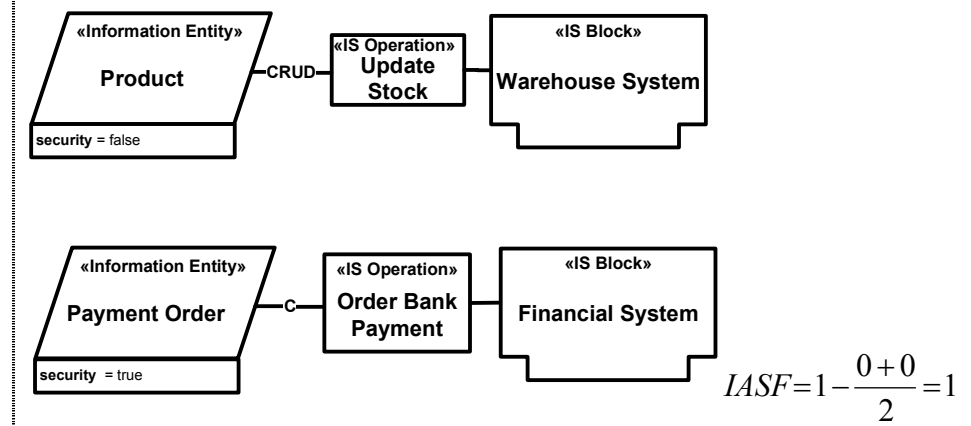 «Information Entity»
Product
security = false
CRUD
«IS Operation»
Update
Stock
«IS Block»
Warehouse System
«Information Entity»
Payment Order
security = true
C
«IS Operation»
Order Bank
Payment
«IS Block»
Financial System
IASF=1−(0+0)/2=1